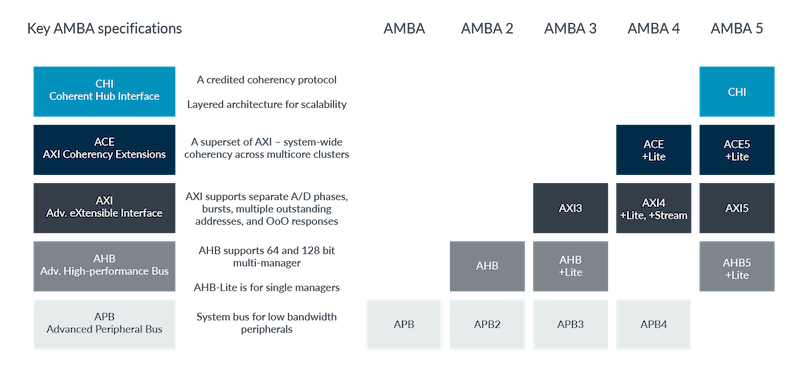 Key AMBA specifications
AMBA
AMBA 2
AMBA 3
AMBA 4
AMBA 5
CHI
Coherent Hub Interface
A credited coherency protocol
Layered architecture for scalability
CHI
ACE
AXI Coherency Extensions
A superset of AXI – system-wide
coherency across multicore clusters
ACE
+Lite
ACE5
+Lite
AXI
Adv. eXtensible Interface
AXI supports separate A/D phases,
bursts, multiple outstanding
addresses, and OoO responses
AXI3
AXI4
+Lite, +Stream
AXI5
AHB
Adv. High-performance Bus
AHB supports 64 and 128 bit
multi-manager
AHB-Lite is for single managers
AHB
AHB
+Lite
AHB5
+Lite
APB
Advanced Peripheral Bus
System bus for low bandwidth
peripherals
APB
APB2
APB3
APB4